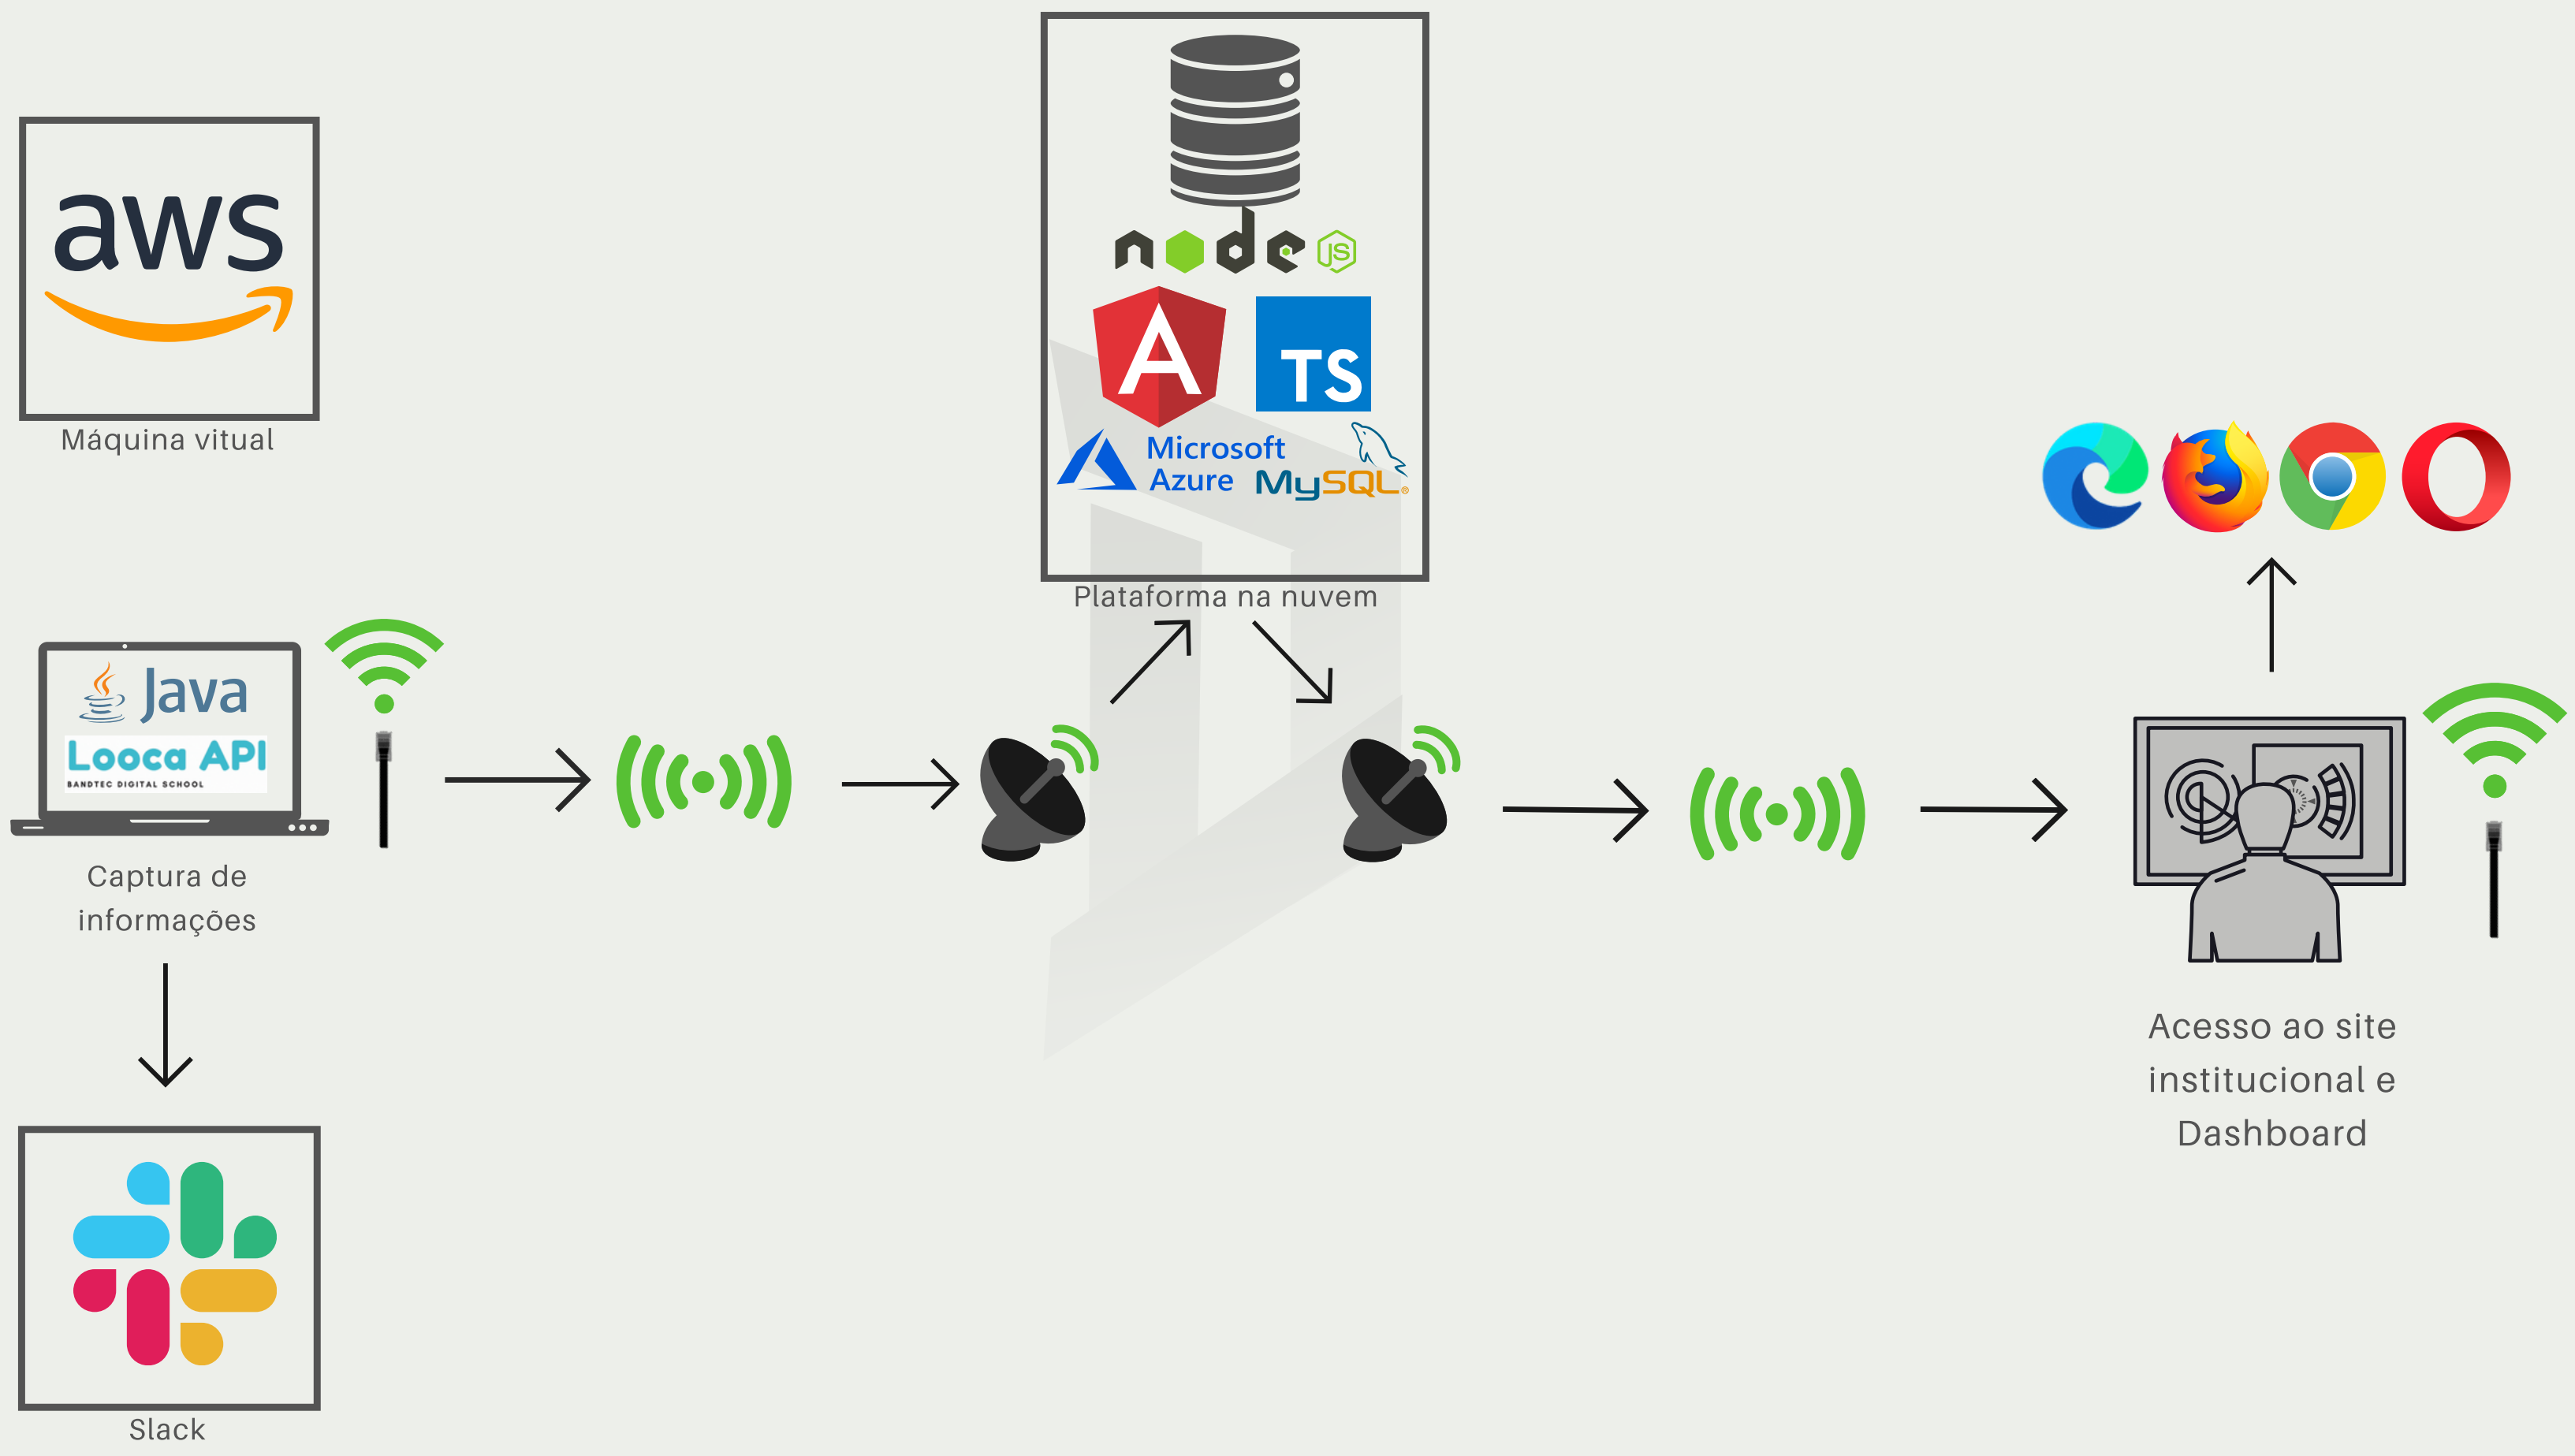 aws
Máquina vitual
node
JS
A
TS
Microsoft
Azure
MySQL®
Plataforma na nuvem
Java
Looca API
BANDTEC DIGITAL SCHOOL
Captura de
informações
Slack
Acesso ao site
institucional e
Dashboard